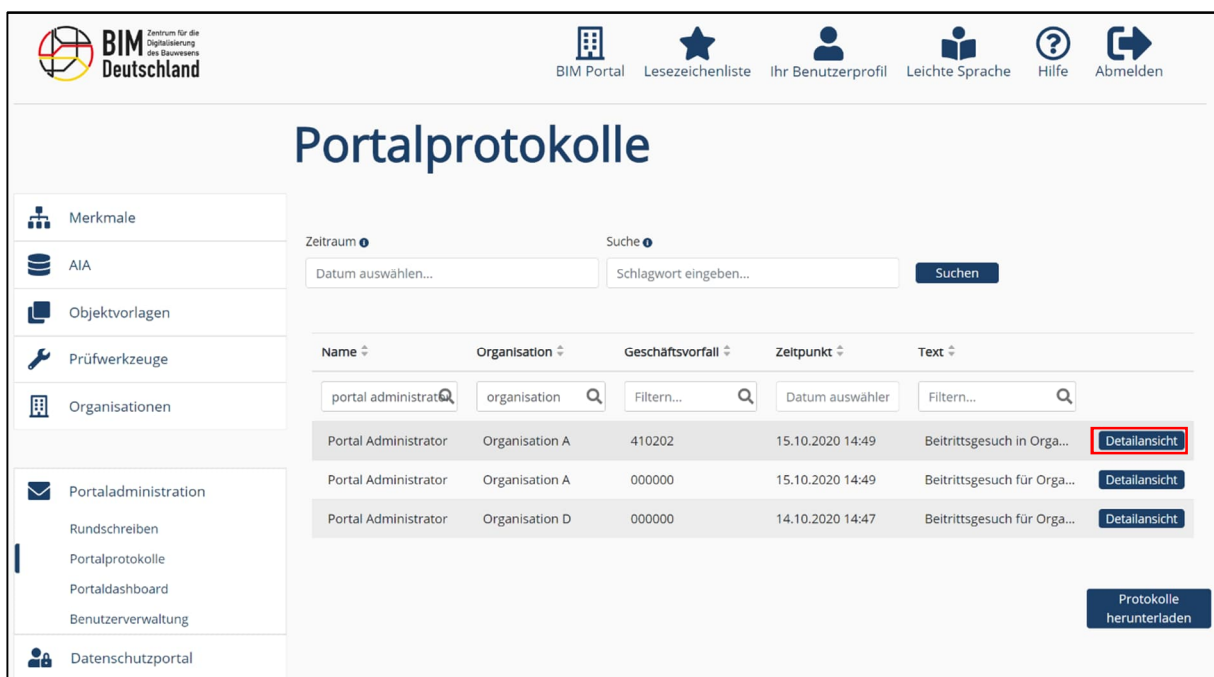 BIM Zentrum für die
Digitalisierung
des Bauwesens
Deutschland
BIM Portal Lesezeichenliste Ihr Benutzerprofil Leichte Sprache Hilfe Abmelden
Portalprotokolle
Merkmale
AIA
Objektvorlagen
Prüfwerkzeuge
Organisationen
Portaladministration
Rundschreiben
Portalprotokolle
Portaldashboard
Benutzerverwaltung
Datenschutzportal
Zeitraum Suche
Datum auswählen... Schlagwort eingeben... Suchen
Name Organisation Geschäftsvorfall Zeitpunkt Text
portal administrator organisation Filtern... Datum auswähler Filtern...
Portal Administrator Organisation A 410202 15.10.2020 14:49 Beitrittsgesuch in Orga... Detailansicht
Portal Administrator Organisation A 000000 15.10.2020 14:49 Beitrittsgesuch für Orga... Detailansicht
Portal Administrator Organisation D 000000 14.10.2020 14:47 Beitrittsgesuch für Orga... Detailansicht
Protokolle
herunterladen